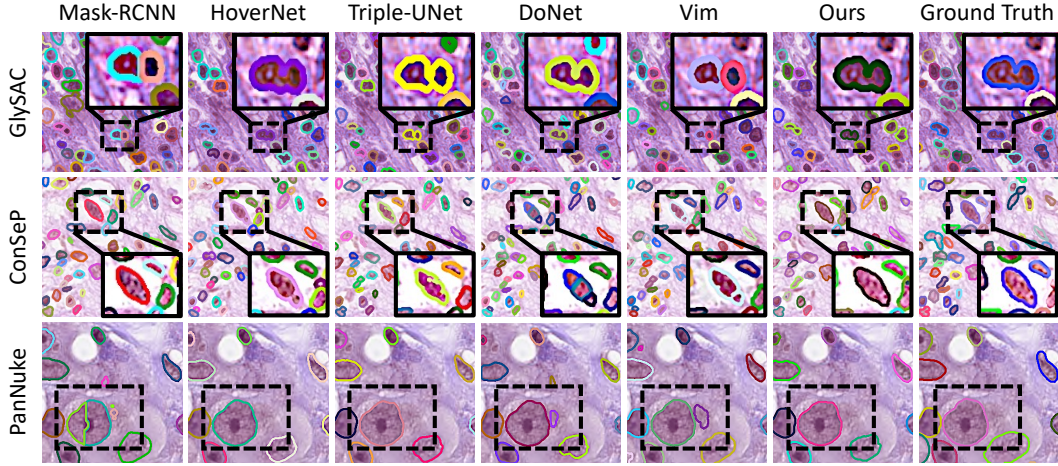 Mask-RCNN HoverNet Triple-UNet DoNet Vim Ours Ground Truth
GlySAC
ConSeP
PanNuke